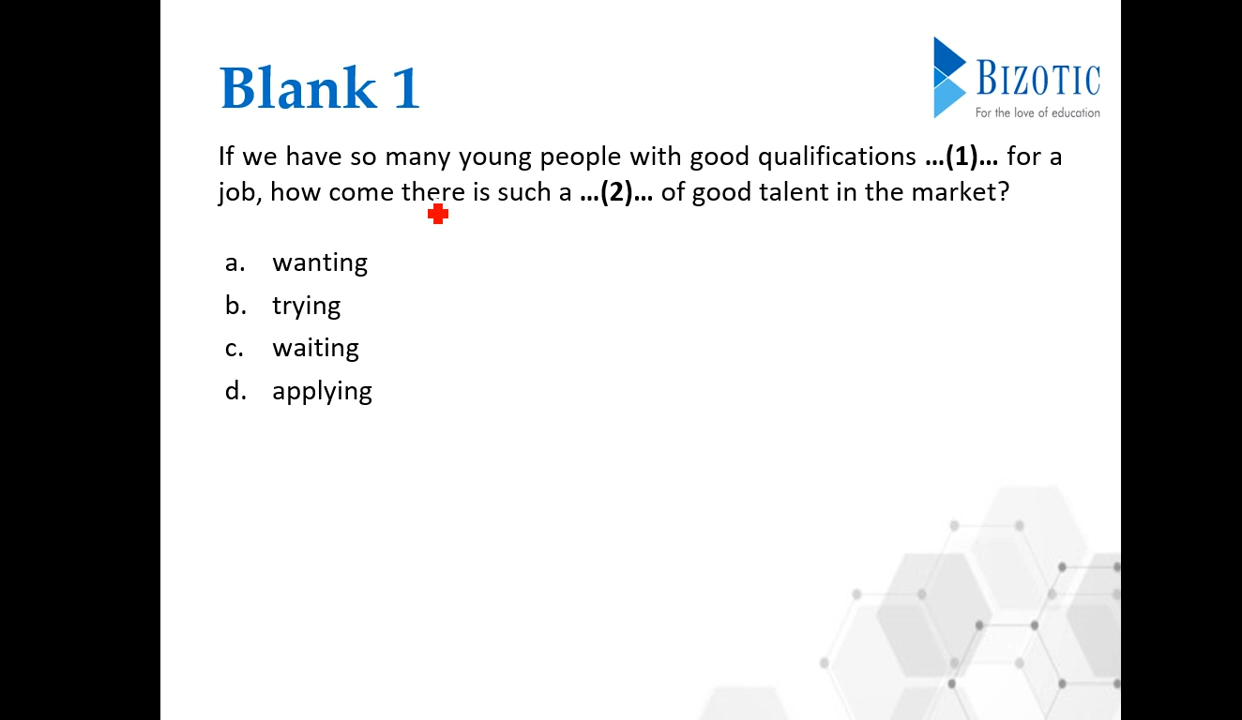 Blank 1
BIZOTIC
For the love of education
If we have so many young people with good qualifications ...(1)... for a
job, how come there is such a ...(2)... of good talent in the market?
a. wanting
b. trying
c. waiting
d. applying